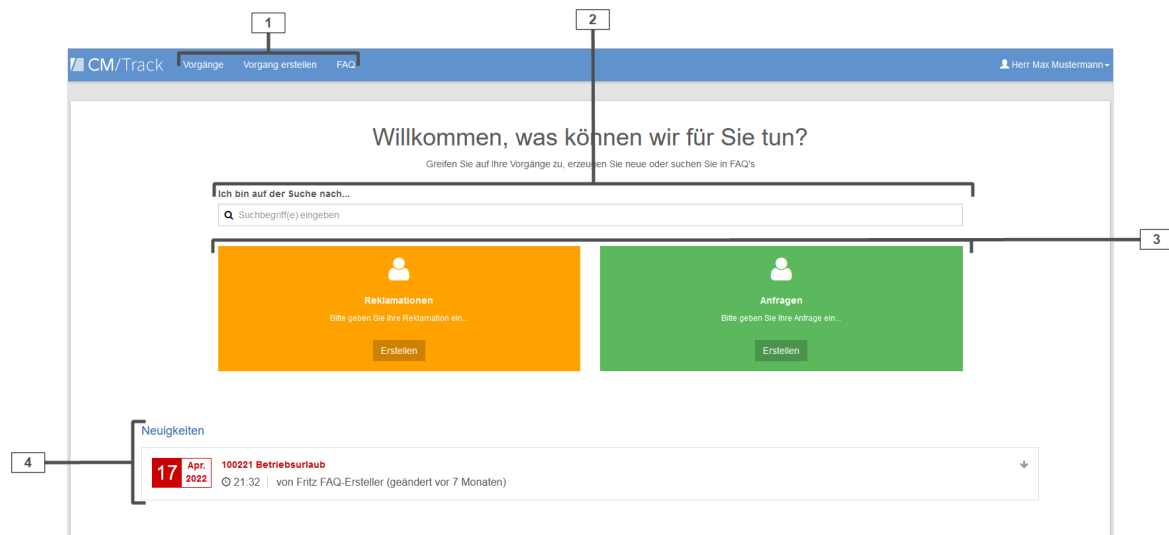 1
2
CM/Track Vorgänge Vorgang erstellen FAQ Herr Max Mustermann
Willkommen, was können wir für Sie tun?
Greifen Sie auf Ihre Vorgänge zu, erzeugen Sie neue oder suchen Sie in FAQ's
Ich bin auf der Suche nach...
Suchbegriff(e) eingeben
3
Reklamationen
Bitte geben Sie Ihre Reklamation ein...
Erstellen
Anfragen
Bitte geben Sie Ihre Anfrage ein...
Erstellen
Neuigkeiten
4
17 Apr. 2022
100221 Betriebsurlaub
21:32 von Fritz FAQ-Ersteller (geändert vor 7 Monaten)